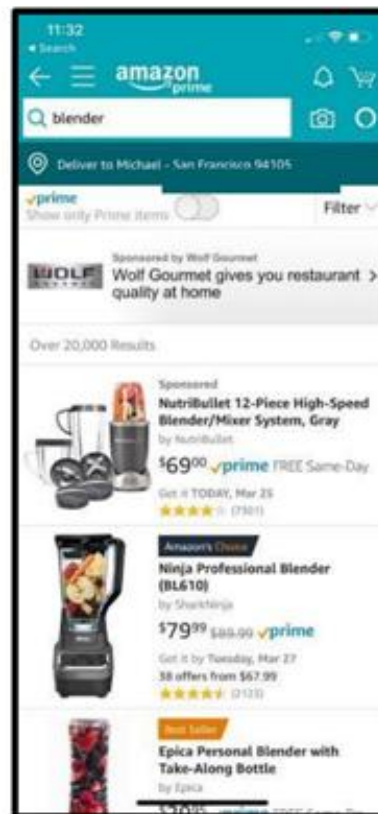 11:32
Search
amazon
prime
blender
Deliver to Michael - San Francisco 94105
prime
Show only Prime items
Filter
Sponsored by Wolf Gourmet
WOLF
GOURMET
Wolf Gourmet gives you restaurant
quality at home
Over 20,000 Results
Sponsored
NutriBullet 12-Piece High-Speed
Blender/Mixer System, Gray
by NutriBullet
$69.00 prime FREE Same-Day
Get it TODAY, Mar 25
(7501)
Amazon's Choice
Ninja Professional Blender
(BL610)
by SharkNinja
$79.99 $89.99 prime
Get it by Tuesday, Mar 27
38 offers from $67.99
(2123)
Best Seller
Epica Personal Blender with
Take-Along Bottle
by Epica